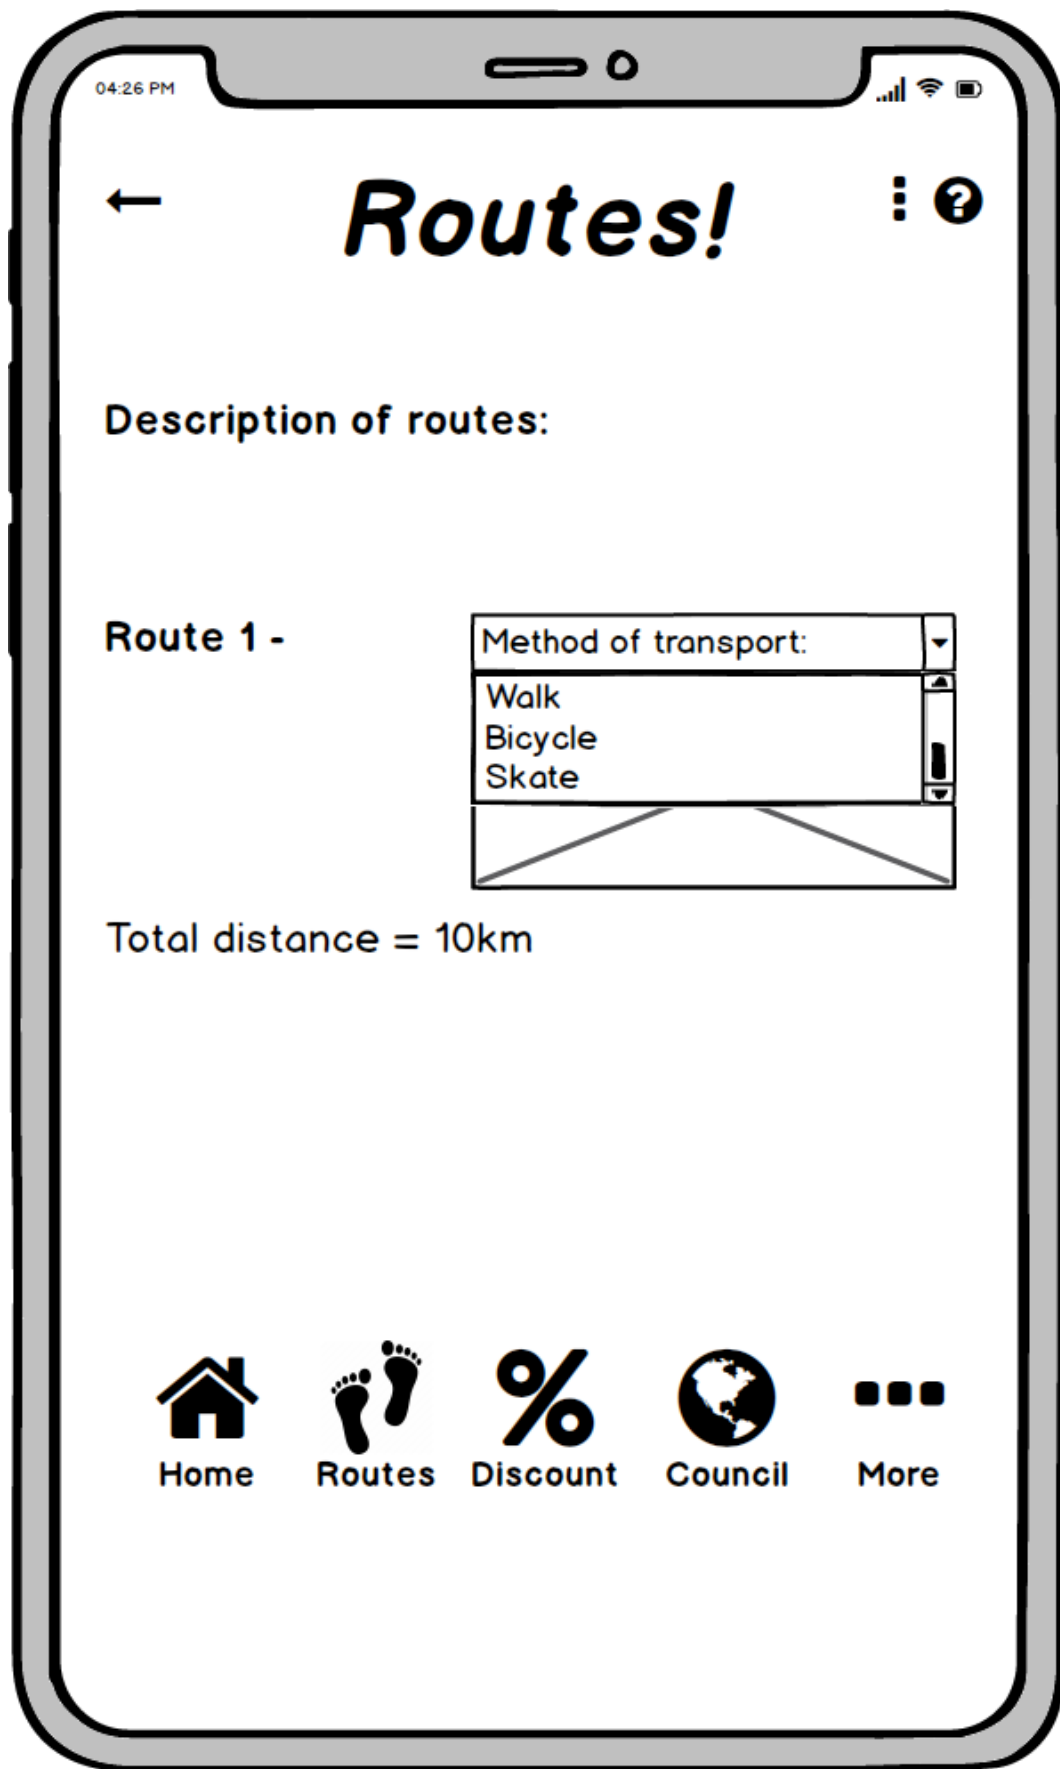 04:26 PM
Routes!
Description of routes:
Route 1 -
Method of transport:
Walk
Bicycle
Skate
Total distance = 10km
Home Routes Discount Council More